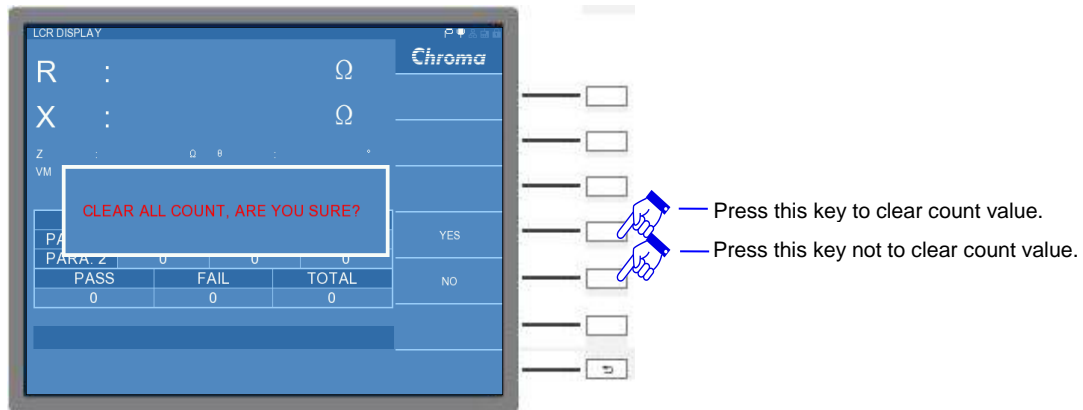 LCR DISPLAY
Chroma
R : Ω
X : Ω
Z : Ω θ : °
VM
CLEAR ALL COUNT, ARE YOU SURE?
PARA. 2 0 0 0
PASS FAIL TOTAL
0 0 0
YES
NO
Press this key to clear count value.
Press this key not to clear count value.